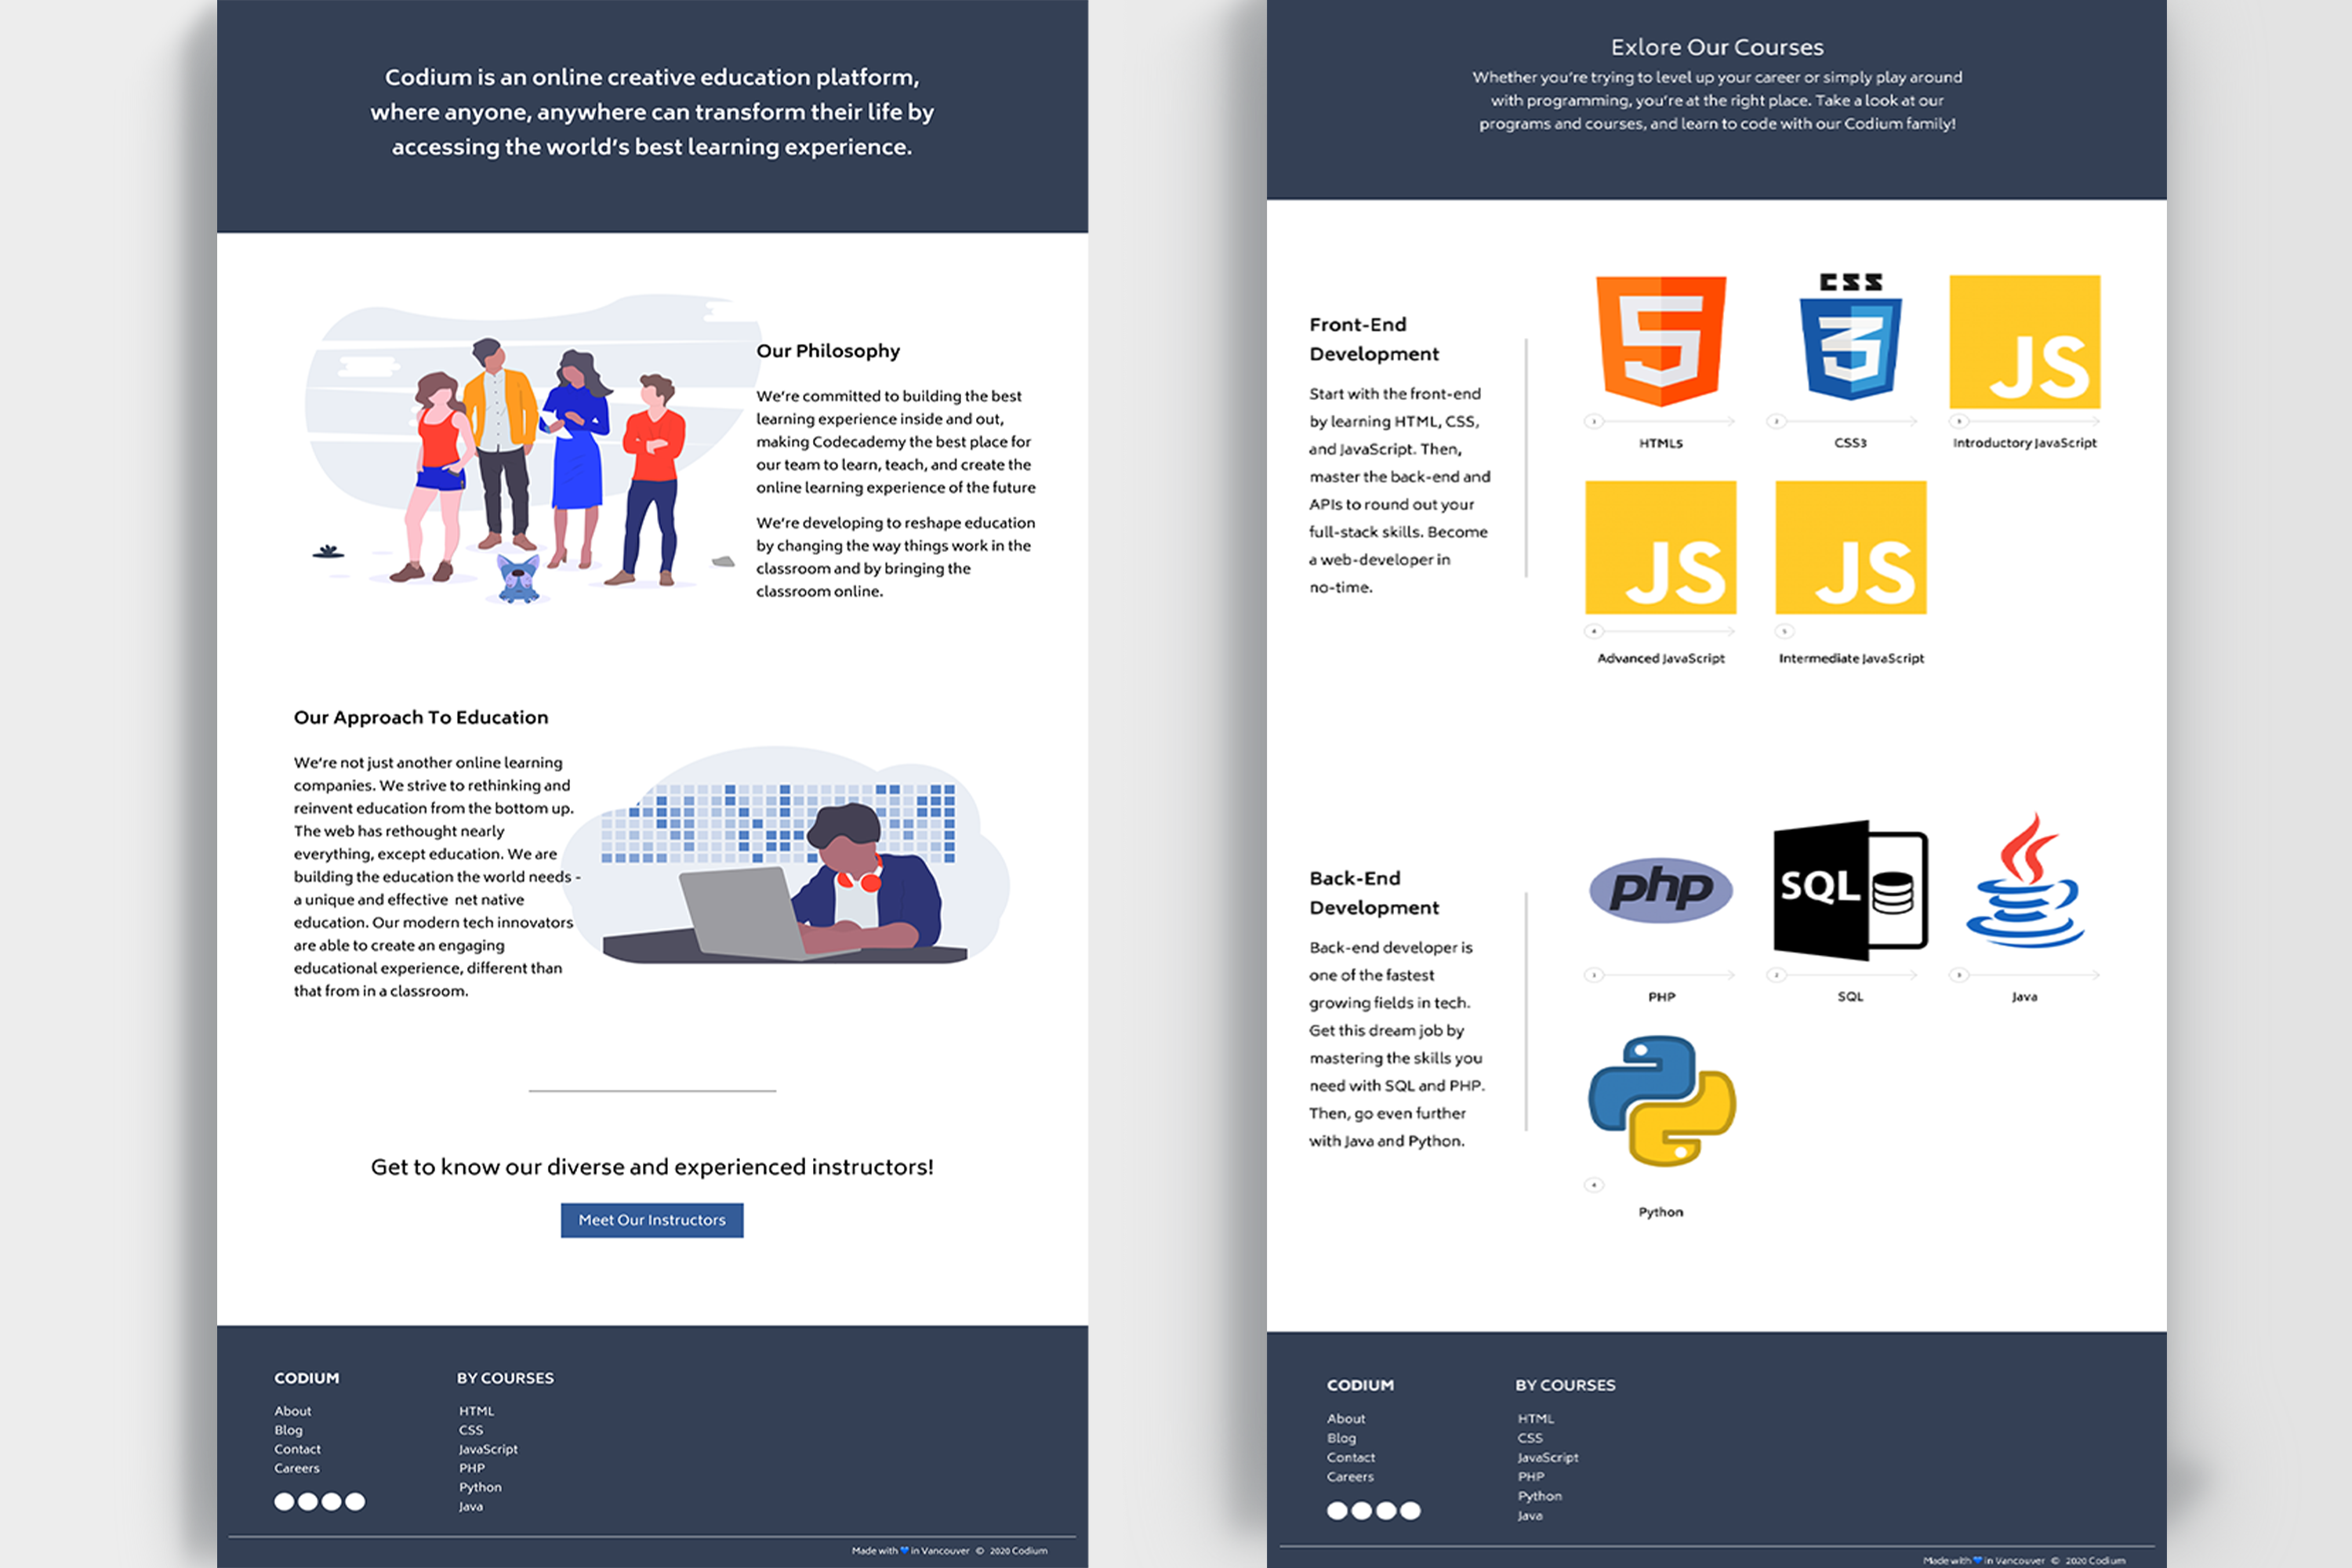 Codium is an online creative education platform,
where anyone, anywhere can transform their life by
accessing the world's best learning experience.
Our Philosophy
We're committed to building the best
learning experience inside and out,
making Codecademy the best place for
our team to learn, teach, and create the
online learning experience of the future
We're developing to reshape education
by changing the way things work in the
classroom and by bringing the
classroom online.
Our Approach To Education
We're not just another online learning
companies. We strive to rethinking and
reinvent education from the bottom up.
The web has rethought nearly
everything, except education. We are
building the education the world needs -
a unique and effective net native
education. Our modern tech innovators
are able to create an engaging
educational experience, different than
that from in a classroom.
Get to know our diverse and experienced instructors!
Meet Our Instructors
CODIUM
About
Blog
Contact
Careers
BY COURSES
HTML
CSS
JavaScript
PHP
Python
Java
Made with 💙 in Vancouver © 2020 Codium
Exlore Our Courses
Whether you're trying to level up your career or simply play around
with programming, you're at the right place. Take a look at our
programs and courses, and learn to code with our Codium family!
Front-End
Development
Start with the front-end
by learning HTML, CSS,
and JavaScript. Then,
master the back-end and
APIs to round out your
full-stack skills. Become
a web-developer in
no-time.
5
CSS
3
JS
1
2
3
HTML5
CSS3
Introductory JavaScript
JS
JS
4
5
Advanced JavaScript
Intermediate JavaScript
Back-End
Development
Back-end developer is
one of the fastest
growing fields in tech.
Get this dream job by
mastering the skills you
need with SQL and PHP.
Then, go even further
with Java and Python.
php
SQL
1
2
3
PHP
SQL
Java
4
Python
CODIUM
About
Blog
Contact
Careers
BY COURSES
HTML
CSS
JavaScript
PHP
Python
Java
Made with 💙 in Vancouver © 2020 Codium